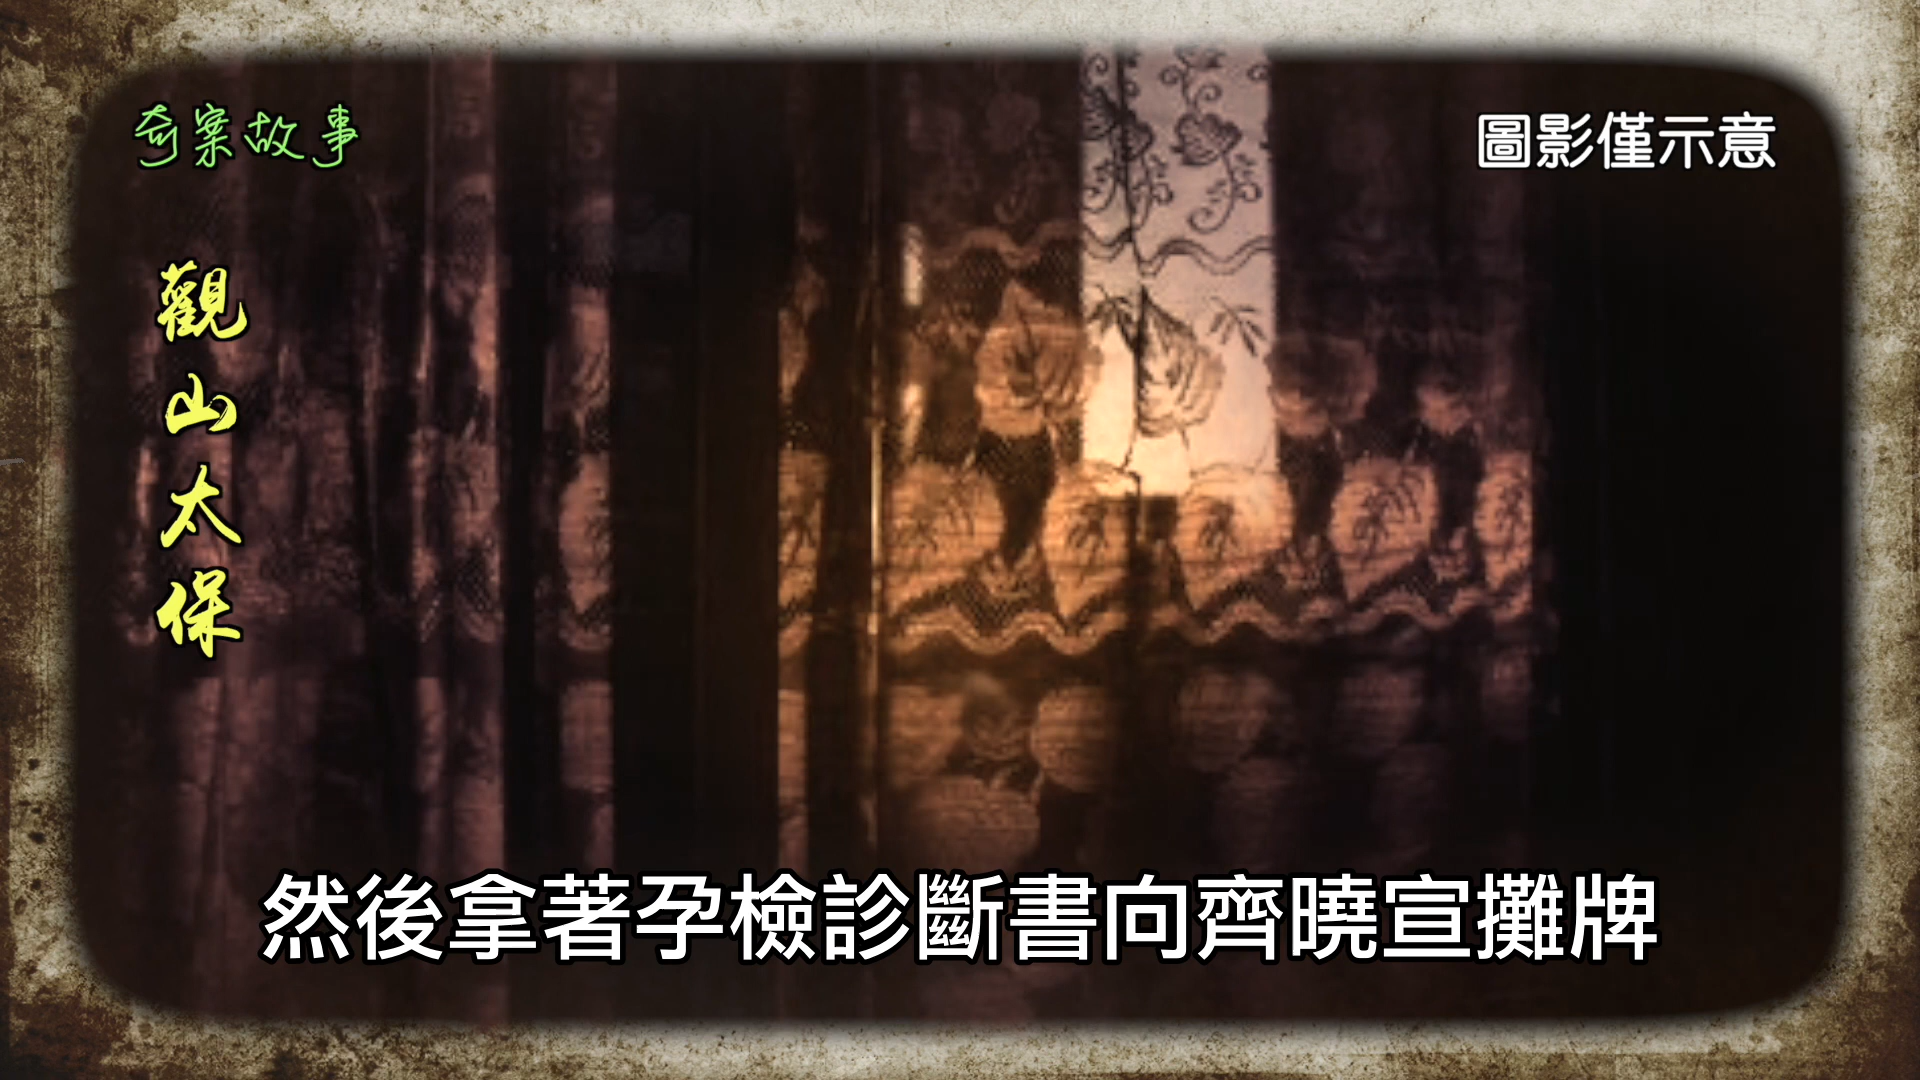 奇案故事
圖影僅示意
觀山太保
然後拿著孕檢診斷書向齊曉宣攤牌